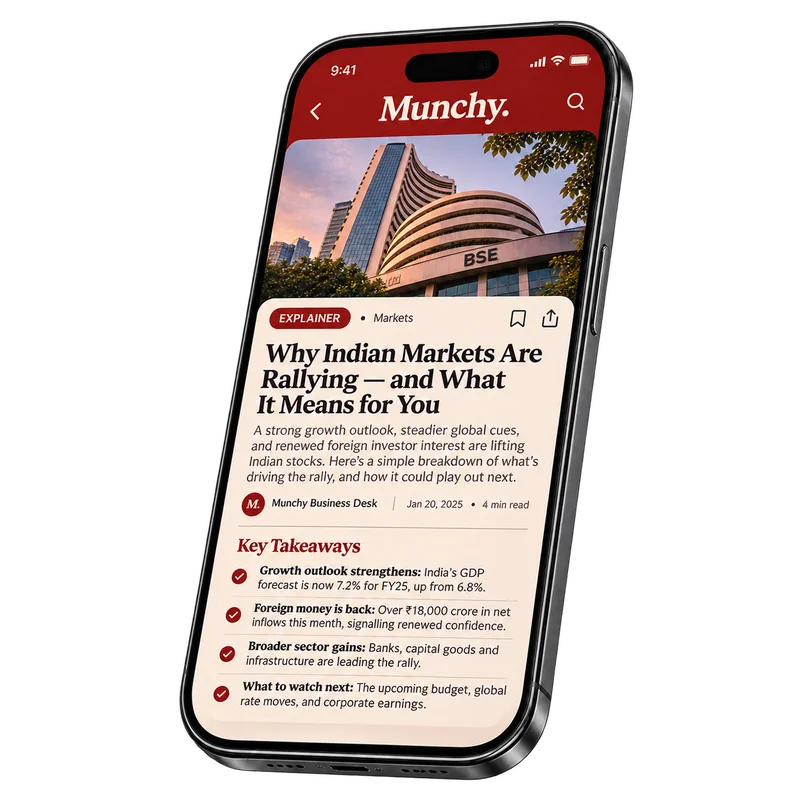 9:41
Munchy.
BSE
EXPLAINER • Markets
Why Indian Markets Are
Rallying — and What
It Means for You
A strong growth outlook, steadier global cues,
and renewed foreign investor interest are lifting
Indian stocks. Here's a simple breakdown of what's
driving the rally, and how it could play out next.
M. Munchy Business Desk | Jan 20, 2025 • 4 min read
Key Takeaways
Growth outlook strengthens: India's GDP
forecast is now 7.2% for FY25, up from 6.8%.
Foreign money is back: Over ₹18,000 crore in net
inflows this month, signalling renewed confidence.
Broader sector gains: Banks, capital goods and
infrastructure are leading the rally.
What to watch next: The upcoming budget, global
rate moves, and corporate earnings.